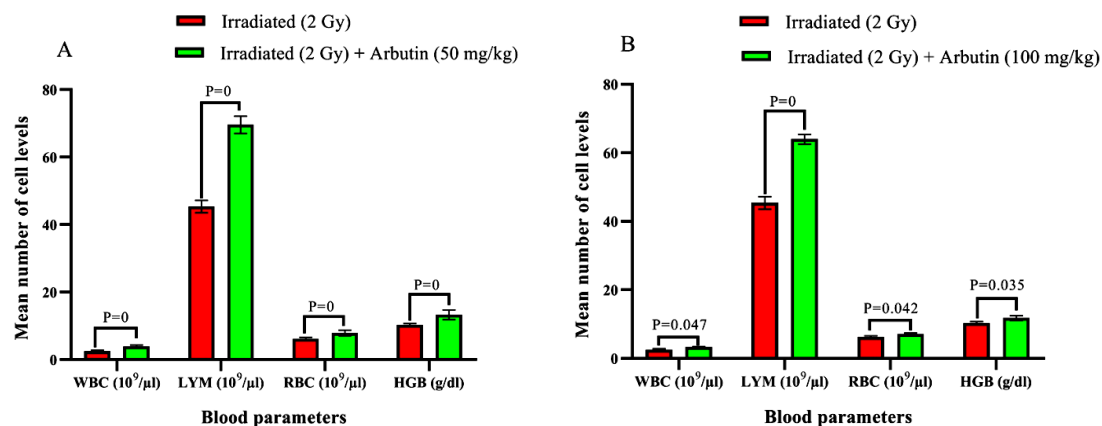 A
Irradiated (2 Gy)
Irradiated (2 Gy) + Arbutin (50 mg/kg)
Mean number of cell levels
80
60
40
20
0
P=0
P=0
P=0
P=0
WBC (10⁹/µl)
LYM (10⁹/µl)
RBC (10⁹/µl)
HGB (g/dl)
Blood parameters
B
Irradiated (2 Gy)
Irradiated (2 Gy) + Arbutin (100 mg/kg)
Mean number of cell levels
80
60
40
20
0
P=0.047
P=0
P=0.042
P=0.035
WBC (10⁹/µl)
LYM (10⁹/µl)
RBC (10⁹/µl)
HGB (g/dl)
Blood parameters